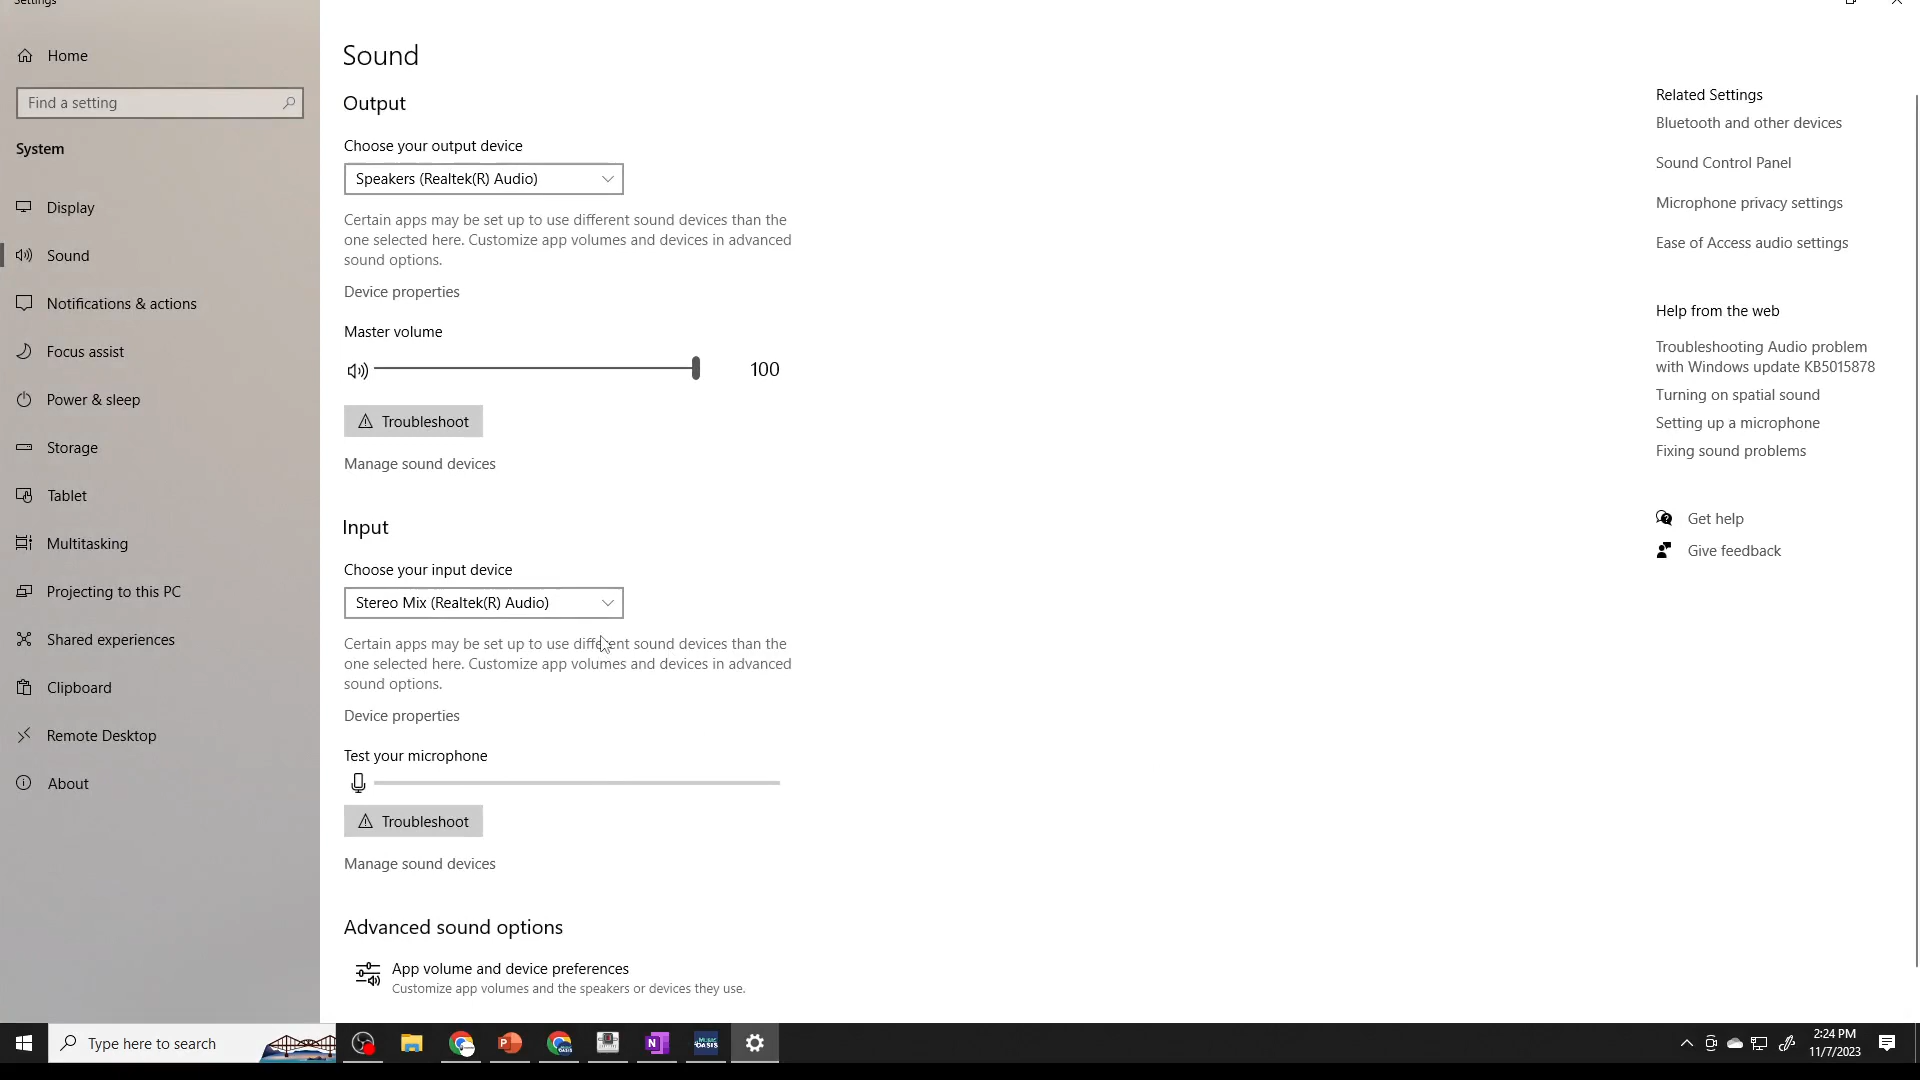 Settings
Home
Find a setting
System
Display
Sound
Notifications & actions
Focus assist
Power & sleep
Storage
Tablet
Multitasking
Projecting to this PC
Shared experiences
Clipboard
Remote Desktop
About
Sound
Output
Choose your output device
Speakers (Realtek(R) Audio)
Certain apps may be set up to use different sound devices than the
one selected here. Customize app volumes and devices in advanced
sound options.
Device properties
Master volume
100
Troubleshoot
Manage sound devices
Input
Choose your input device
Stereo Mix (Realtek(R) Audio)
Certain apps may be set up to use different sound devices than the
one selected here. Customize app volumes and devices in advanced
sound options.
Device properties
Test your microphone
Troubleshoot
Manage sound devices
Advanced sound options
App volume and device preferences
Customize app volumes and the speakers or devices they use.
Related Settings
Bluetooth and other devices
Sound Control Panel
Microphone privacy settings
Ease of Access audio settings
Help from the web
Troubleshooting Audio problem
with Windows update KB5015878
Turning on spatial sound
Setting up a microphone
Fixing sound problems
Get help
Give feedback
Type here to search
2:24 PM
11/7/2023